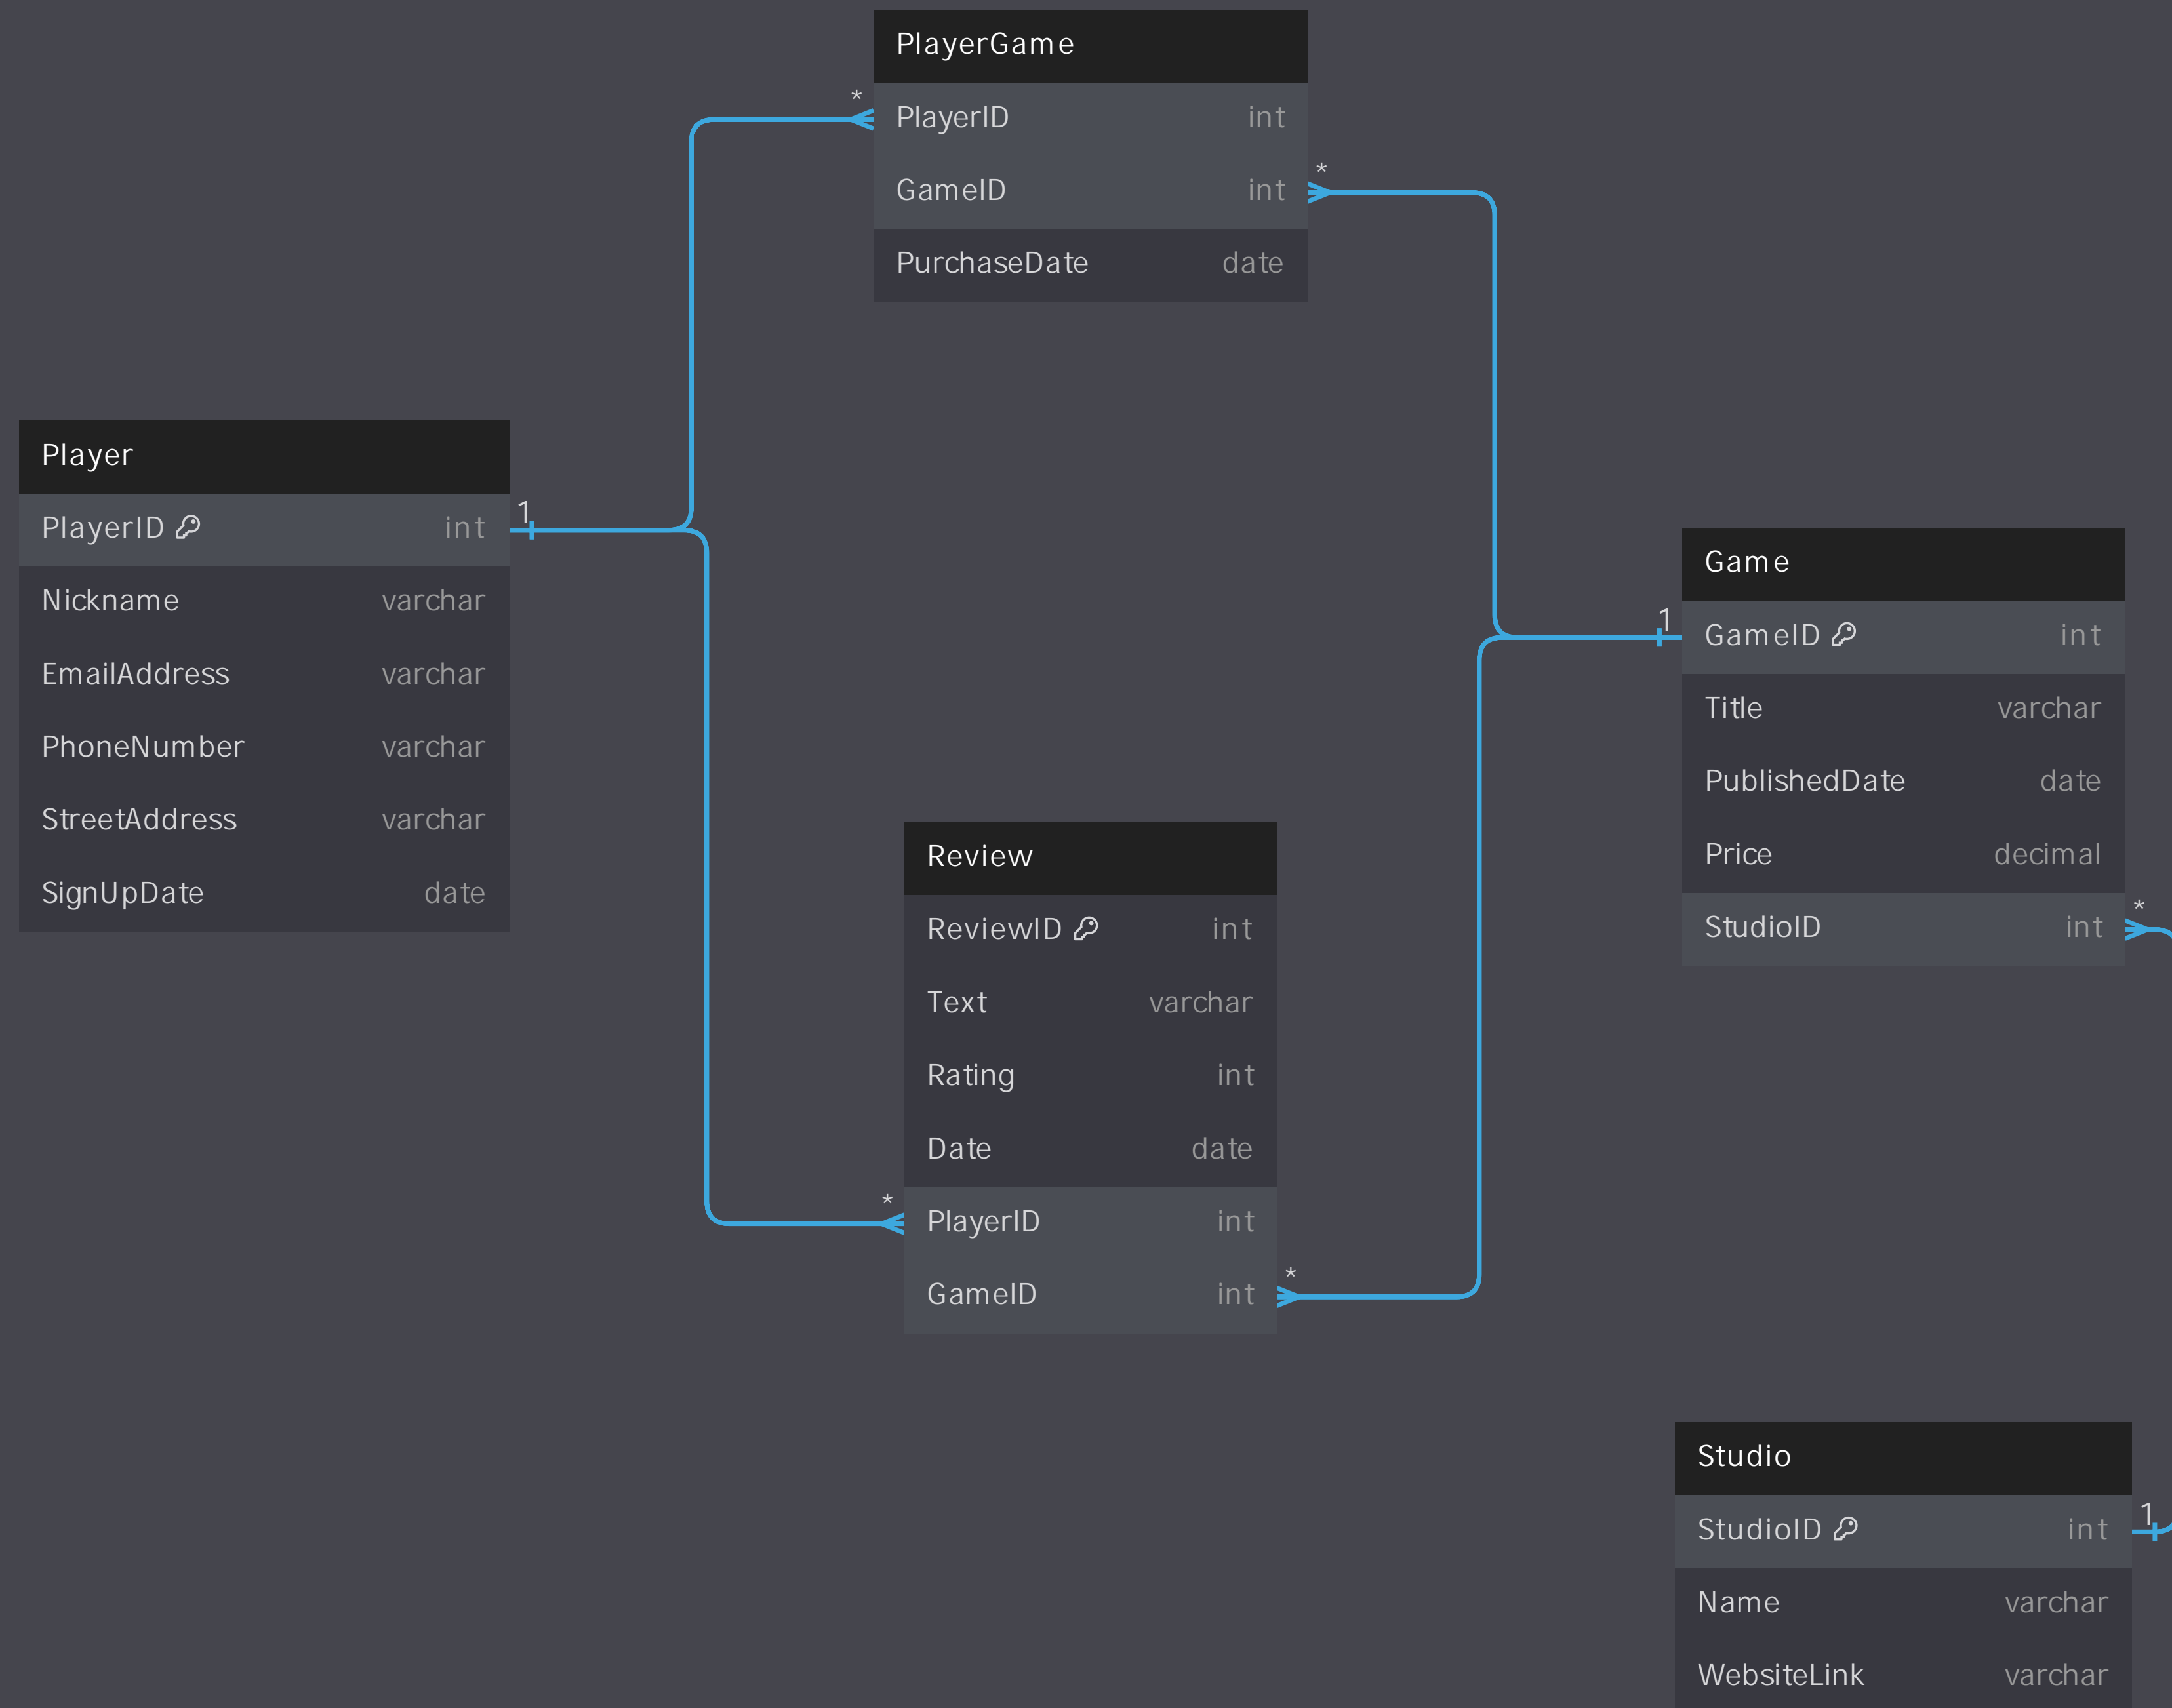 PlayerGame
* PlayerID int
GameID int *
PurchaseDate date
Player
PlayerID int 1
Nickname varchar
EmailAddress varchar
PhoneNumber varchar
StreetAddress varchar
SignUpDate date
Game
1 GameID int
Title varchar
PublishedDate date
Price decimal
StudioID int *
Review
ReviewID int
Text varchar
Rating int
Date date
* PlayerID int
GameID int *
Studio
StudioID int 1
Name varchar
WebsiteLink varchar